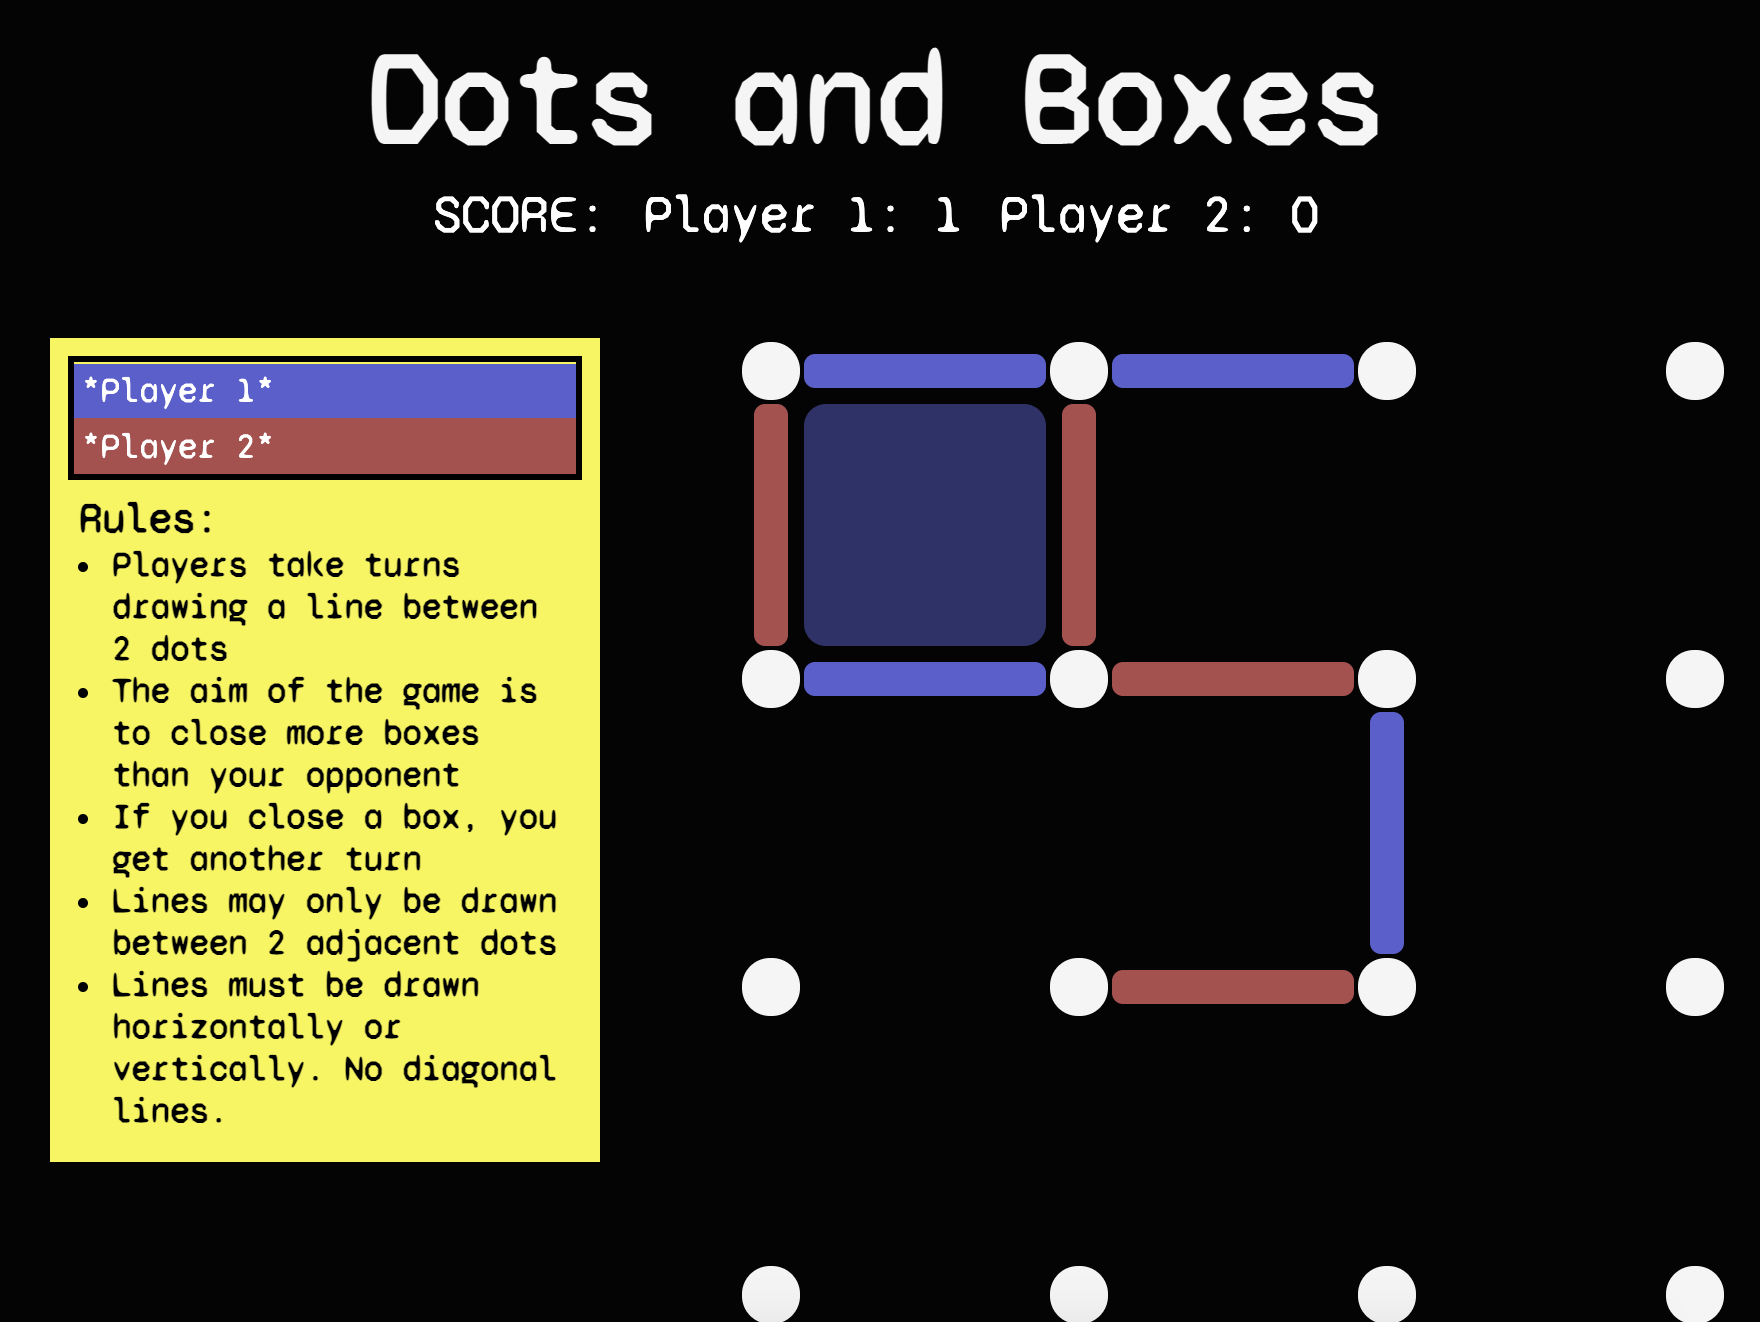 Dots and Boxes
SCORE: Player 1: 1 Player 2: 0
*Player 1*
*Player 2*
Rules:
• Players take turns
drawing a line between
2 dots
• The aim of the game is
to close more boxes
than your opponent
• If you close a box, you
get another turn
• Lines may only be drawn
between 2 adjacent dots
• Lines must be drawn
horizontally or
vertically. No diagonal
lines.